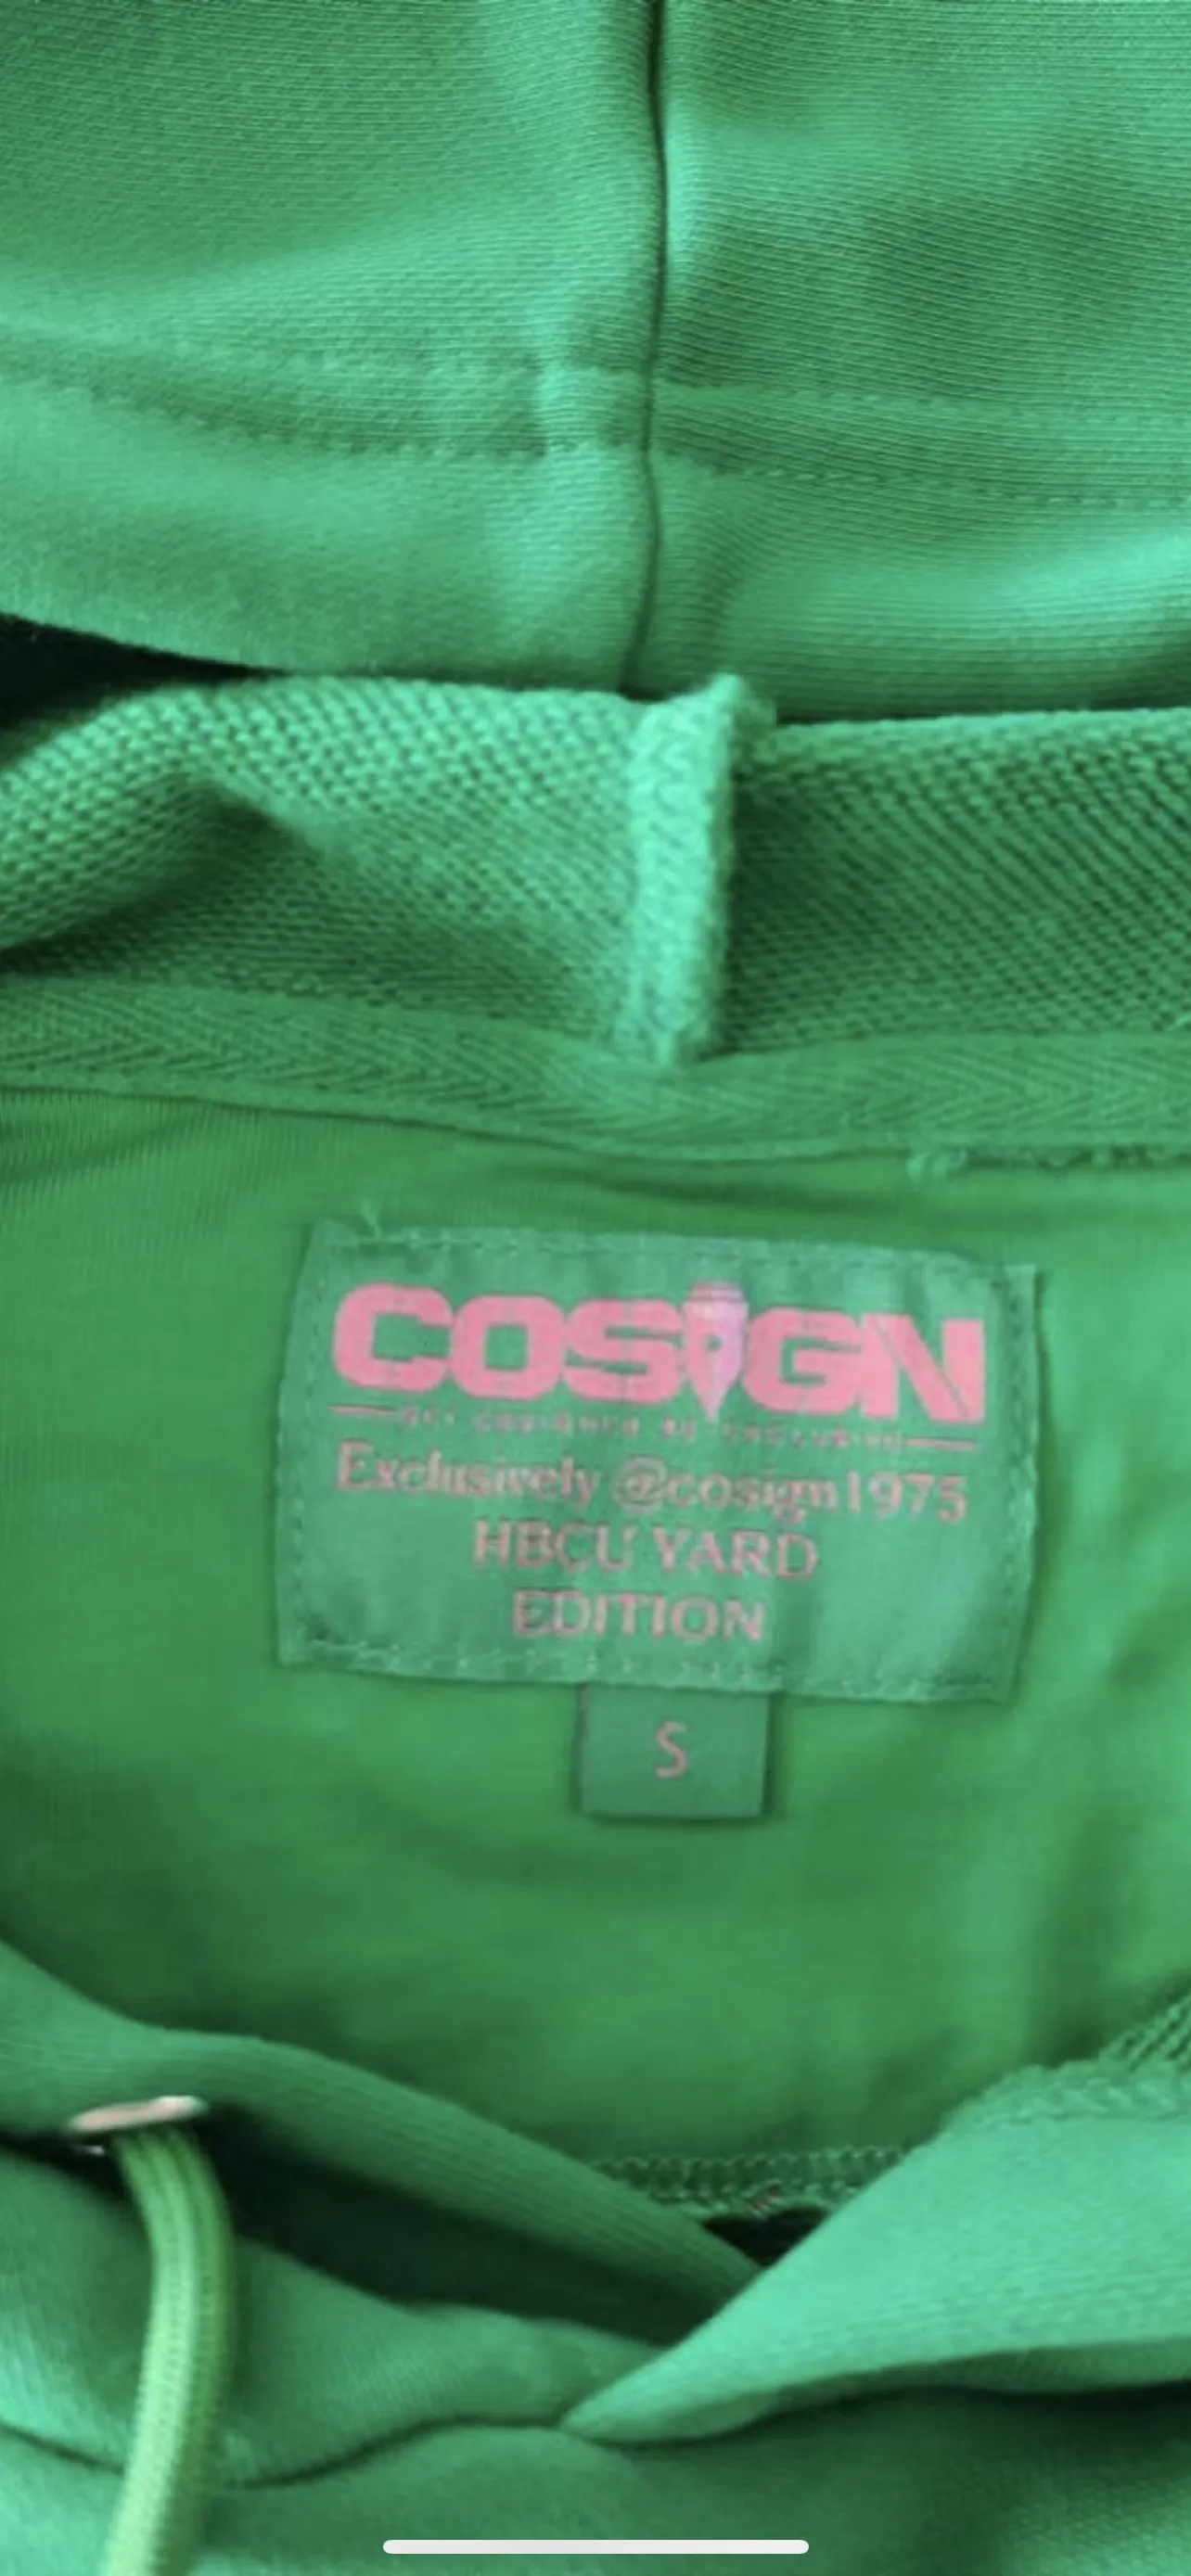 COSIGN
Exclusively @cosign1975
HBCU YARD
EDITION
S